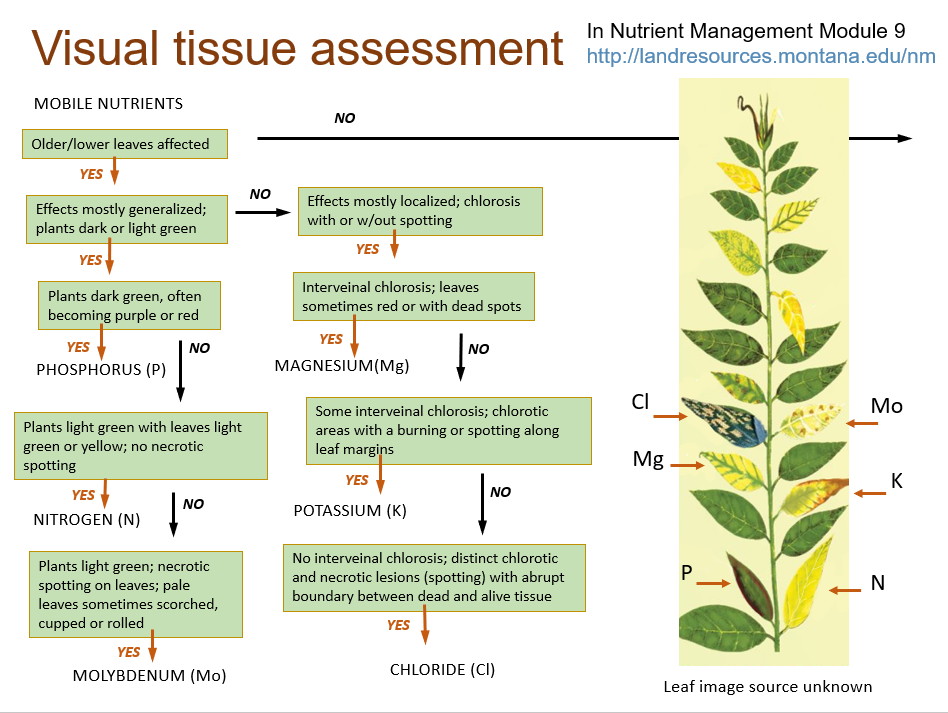 Visual tissue assessment
In Nutrient Management Module 9
http://landresources.montana.edu/nm
MOBILE NUTRIENTS
NO
Older/lower leaves affected
YES
NO
Effects mostly generalized;
plants dark or light green
YES
Plants dark green, often
becoming purple or red
YES
NO
PHOSPHORUS (P)
Plants light green with leaves light
green or yellow; no necrotic
spotting
YES
NO
NITROGEN (N)
Plants light green; necrotic
spotting on leaves; pale
leaves sometimes scorched,
cupped or rolled
YES
MOLYBDENUM (Mo)
Effects mostly localized; chlorosis
with or w/out spotting
YES
Interveinal chlorosis; leaves
sometimes red or with dead spots
YES
NO
MAGNESIUM(Mg)
Some interveinal chlorosis; chlorotic
areas with a burning or spotting along
leaf margins
YES
NO
POTASSIUM (K)
No interveinal chlorosis; distinct chlorotic
and necrotic lesions (spotting) with abrupt
boundary between dead and alive tissue
YES
CHLORIDE (Cl)
Cl
Mo
Mg
K
P
N
Leaf image source unknown